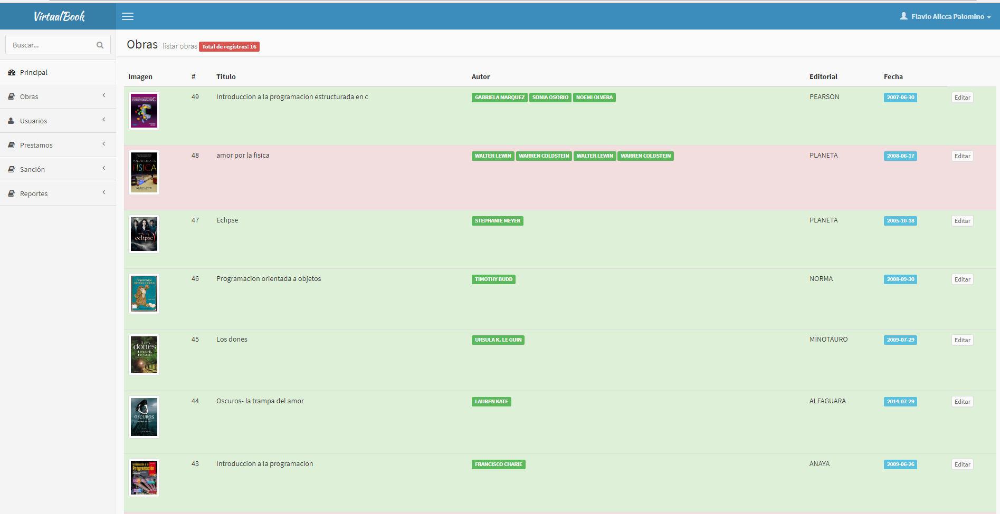 VirtualBook
Flavio Allcca Palomino
Buscar...
Principal
Obras
Usuarios
Prestamos
Sanción
Reportes
Obras listar obras Total de registros: 16
Imagen # Titulo Autor Editorial Fecha
49 Introduccion a la programacion estructurada en c GABRIELA MARQUEZ SONIA OSORIO NOEMI OLVERA PEARSON 2007-06-30 Editar
ESTRUCTURADA EN C
48 amor por la fisica WALTER LEWIN WARREN COLDSTEIN WALTER LEWIN WARREN COLDSTEIN PLANETA 2008-06-17 Editar
POR AMOR A LA
FÍSICA
Walter Lewin
47 Eclipse STEPHANIE MEYER PLANETA 2005-10-18 Editar
eclipse
46 Programacion orientada a objetos TIMOTHY BUDD NORMA 2008-09-30 Editar
Programación
orientada a objetos
45 Los dones URSULA K. LE GUIN MINOTAURO 2009-07-29 Editar
Los
dones
Ursula K.
Le Guin
44 Oscuros- la trampa del amor LAUREN KATE ALFAGUARA 2014-07-29 Editar
OSCUROS
43 Introduccion a la programacion FRANCISCO CHARIE ANAYA 2009-06-26 Editar
Introducción a la
Programación